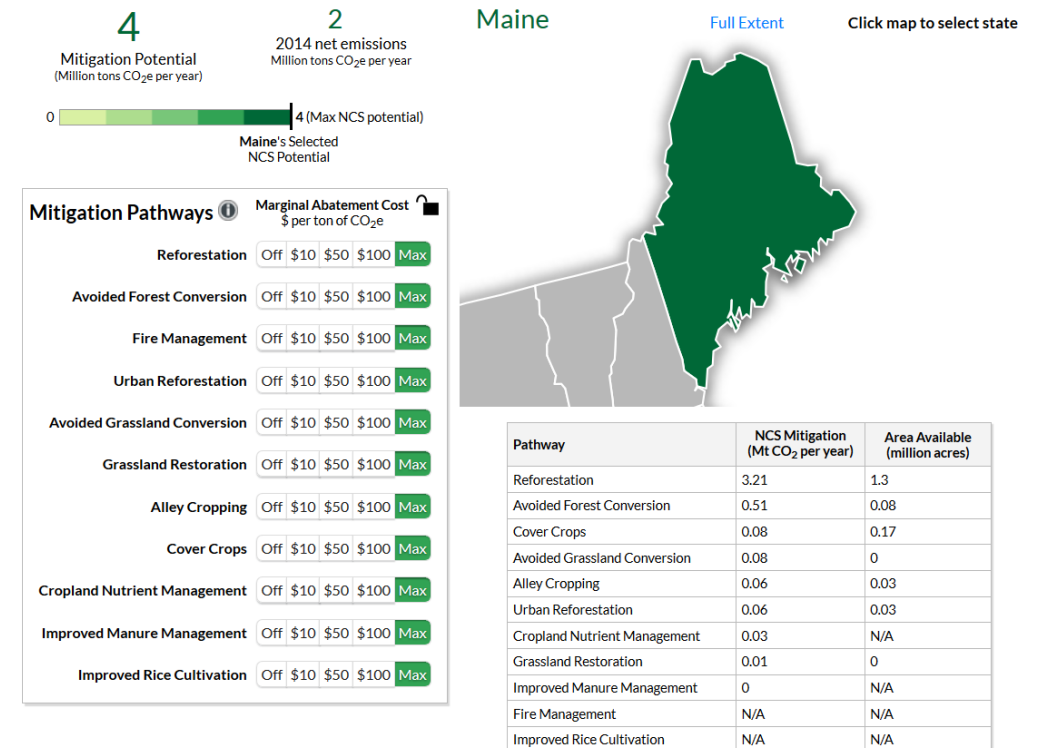 4
Mitigation Potential
(Million tons CO2e per year)
2
2014 net emissions
Million tons CO2e per year
0
4 (Max NCS potential)
Maine's Selected
NCS Potential
Maine
Full Extent
Click map to select state
Mitigation Pathways i
Marginal Abatement Cost
$ per ton of CO2e
Reforestation Off $10 $50 $100 Max
Avoided Forest Conversion Off $10 $50 $100 Max
Fire Management Off $10 $50 $100 Max
Urban Reforestation Off $10 $50 $100 Max
Avoided Grassland Conversion Off $10 $50 $100 Max
Grassland Restoration Off $10 $50 $100 Max
Alley Cropping Off $10 $50 $100 Max
Cover Crops Off $10 $50 $100 Max
Cropland Nutrient Management Off $10 $50 $100 Max
Improved Manure Management Off $10 $50 $100 Max
Improved Rice Cultivation Off $10 $50 $100 Max
Pathway NCS Mitigation (Mt CO2 per year) Area Available (million acres)
Reforestation 3.21 1.3
Avoided Forest Conversion 0.51 0.08
Cover Crops 0.08 0.17
Avoided Grassland Conversion 0.08 0
Alley Cropping 0.06 0.03
Urban Reforestation 0.06 0.03
Cropland Nutrient Management 0.03 N/A
Grassland Restoration 0.01 0
Improved Manure Management 0 N/A
Fire Management N/A N/A
Improved Rice Cultivation N/A N/A